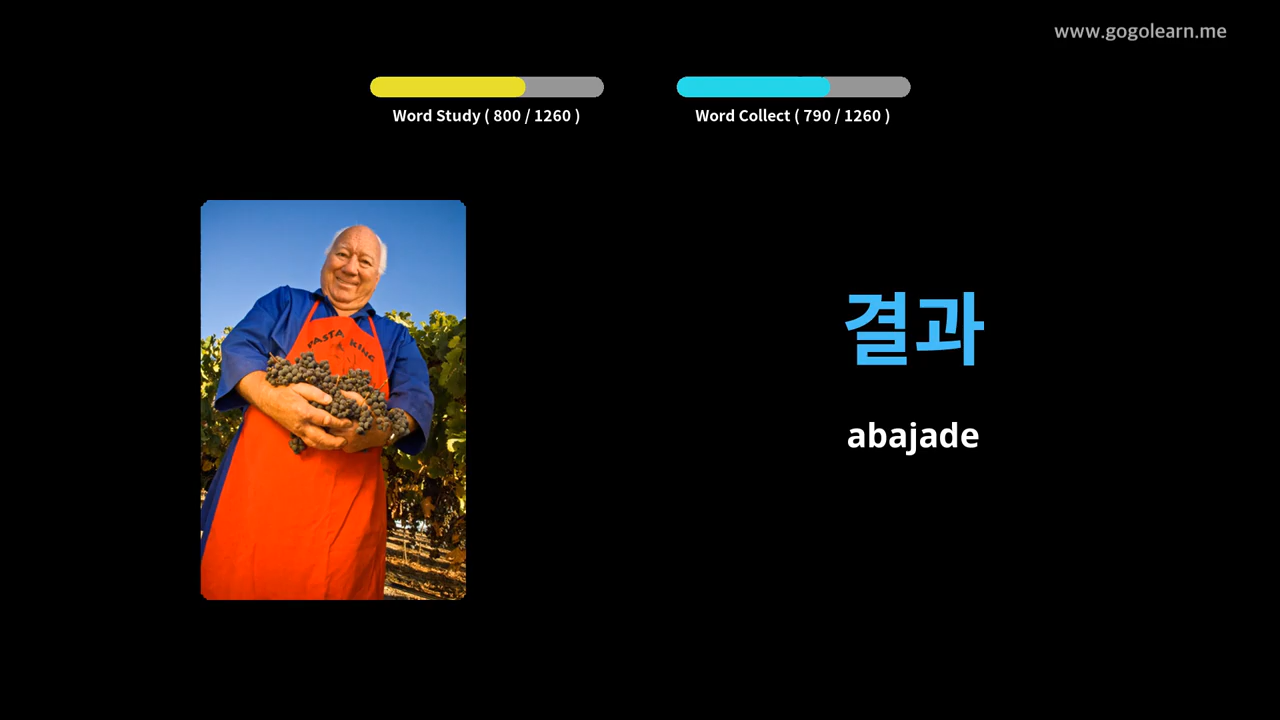 www.gogolearn.me
Word Study ( 800 / 1260 )
Word Collect ( 790 / 1260 )
PASTA KING
결과
abajade